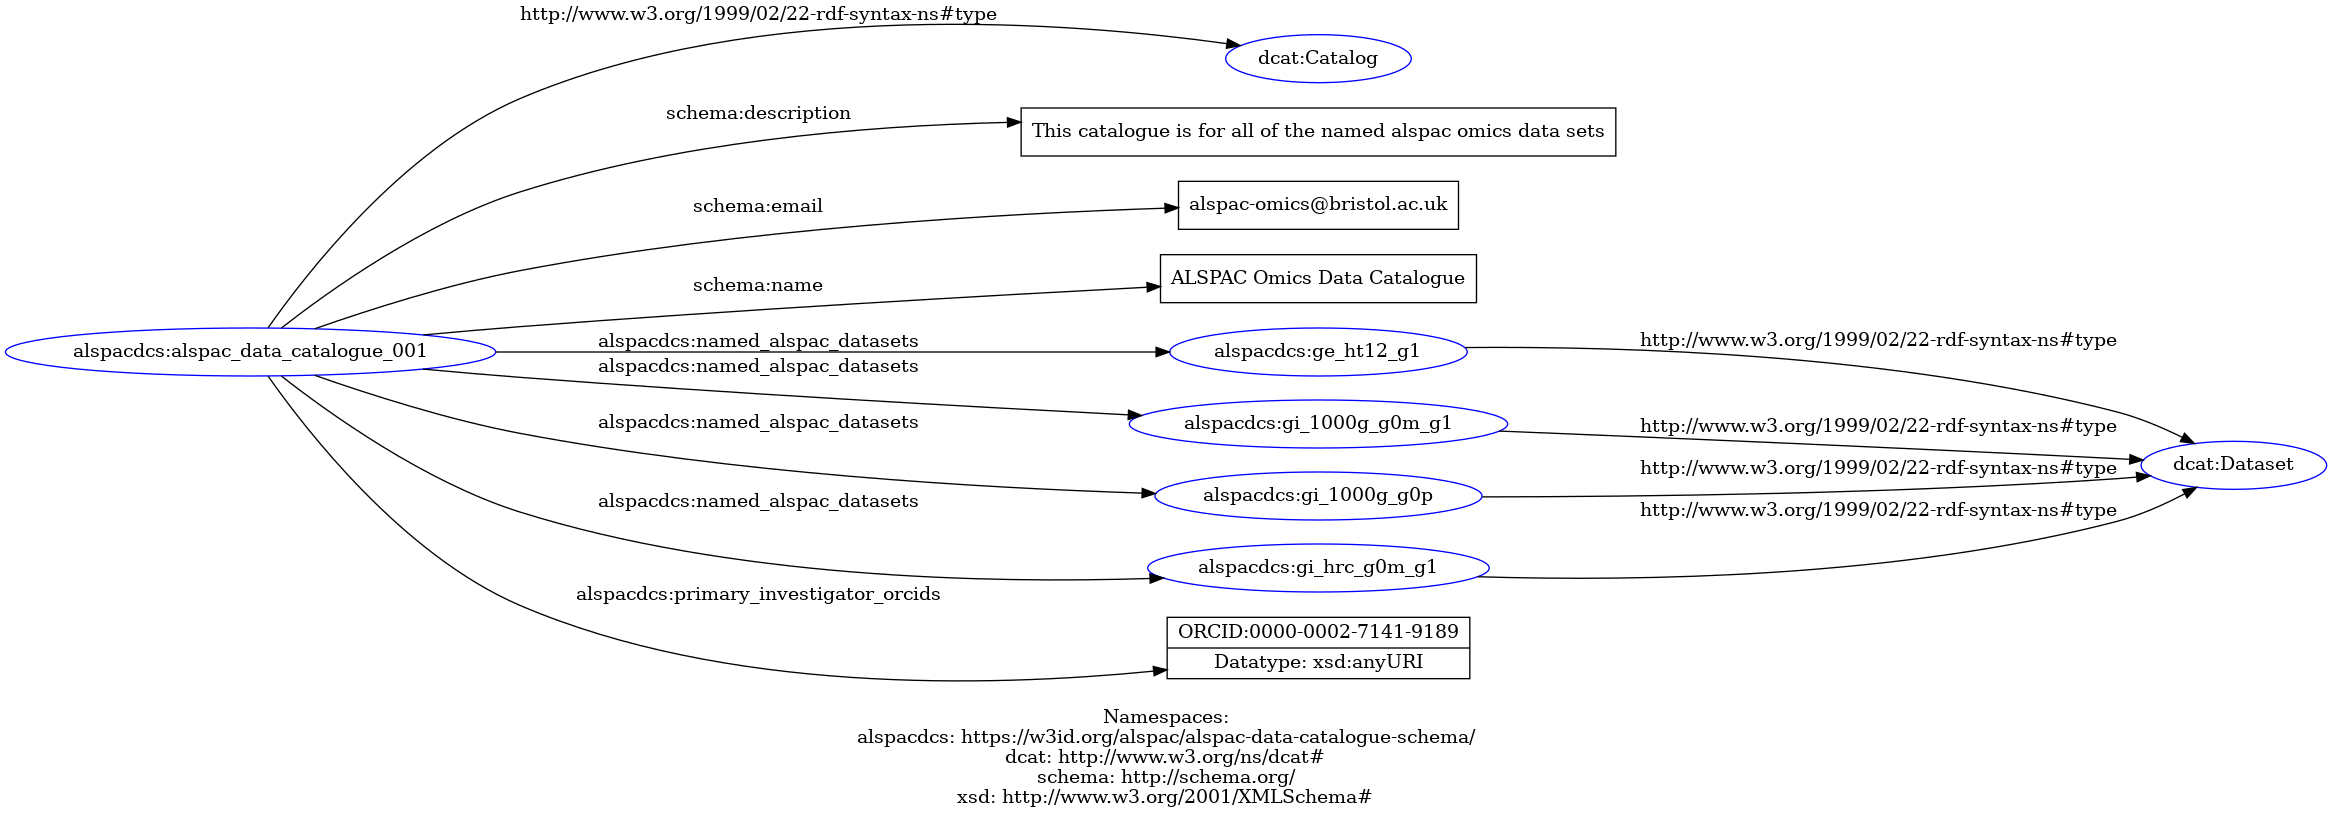 http://www.w3.org/1999/02/22-rdf-syntax-ns#type
dcat:Catalog
schema:description
This catalogue is for all of the named alspac omics data sets
schema:email
alspac-omics@bristol.ac.uk
schema:name
ALSPAC Omics Data Catalogue
alspacdcs:alspac_data_catalogue_001
alspacdcs:named_alspac_datasets
alspacdcs:ge_ht12_g1
http://www.w3.org/1999/02/22-rdf-syntax-ns#type
alspacdcs:named_alspac_datasets
alspacdcs:gi_1000g_g0m_g1
http://www.w3.org/1999/02/22-rdf-syntax-ns#type
alspacdcs:named_alspac_datasets
alspacdcs:gi_1000g_g0p
http://www.w3.org/1999/02/22-rdf-syntax-ns#type
dcat:Dataset
alspacdcs:named_alspac_datasets
alspacdcs:gi_hrc_g0m_g1
http://www.w3.org/1999/02/22-rdf-syntax-ns#type
alspacdcs:primary_investigator_orcids
ORCID:0000-0002-7141-9189
Datatype: xsd:anyURI
Namespaces:
alspacdcs: https://w3id.org/alspac/alspac-data-catalogue-schema/
dcat: http://www.w3.org/ns/dcat#
schema: http://schema.org/
xsd: http://www.w3.org/2001/XMLSchema#